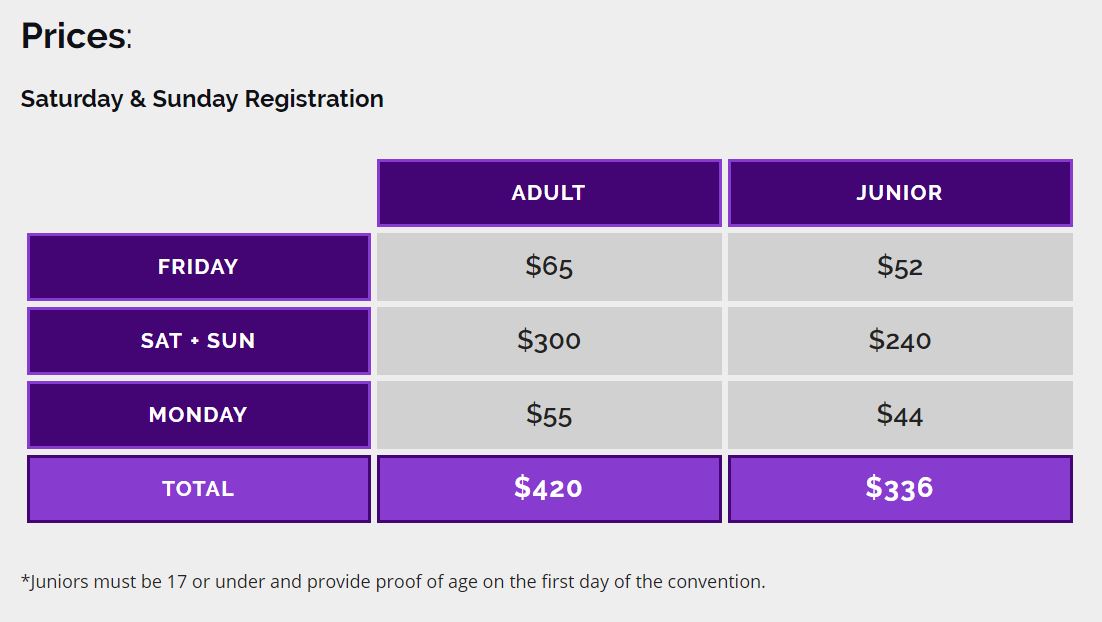 Prices:
Saturday & Sunday Registration
ADULT JUNIOR
FRIDAY $65 $52
SAT + SUN $300 $240
MONDAY $55 $44
TOTAL $420 $336
*Juniors must be 17 or under and provide proof of age on the first day of the convention.